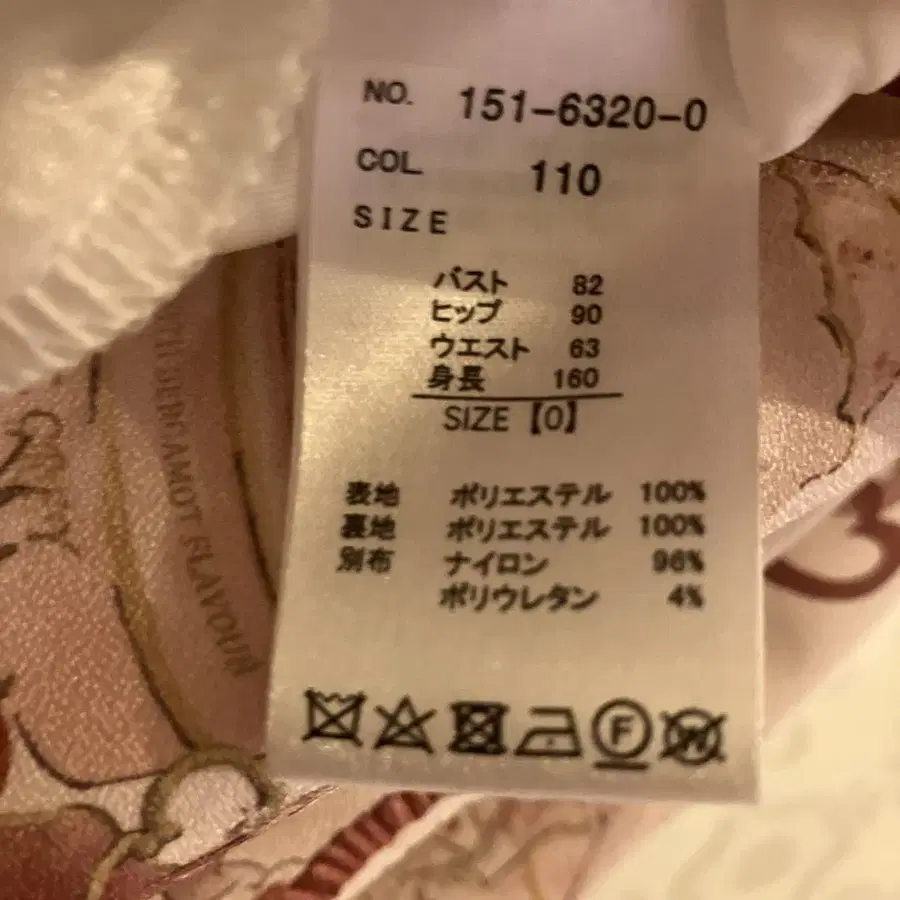 NO. 151-6320-0
COL 110
SIZE
バスト 82
ヒップ 90
ウエスト 63
身長 160
SIZE【0】
表地 ポリエステル 100%
裏地 ポリエステル 100%
別布 ナイロン 96%
ポリウレタン 4%
F
W
BERGAMOT FLAVOUR